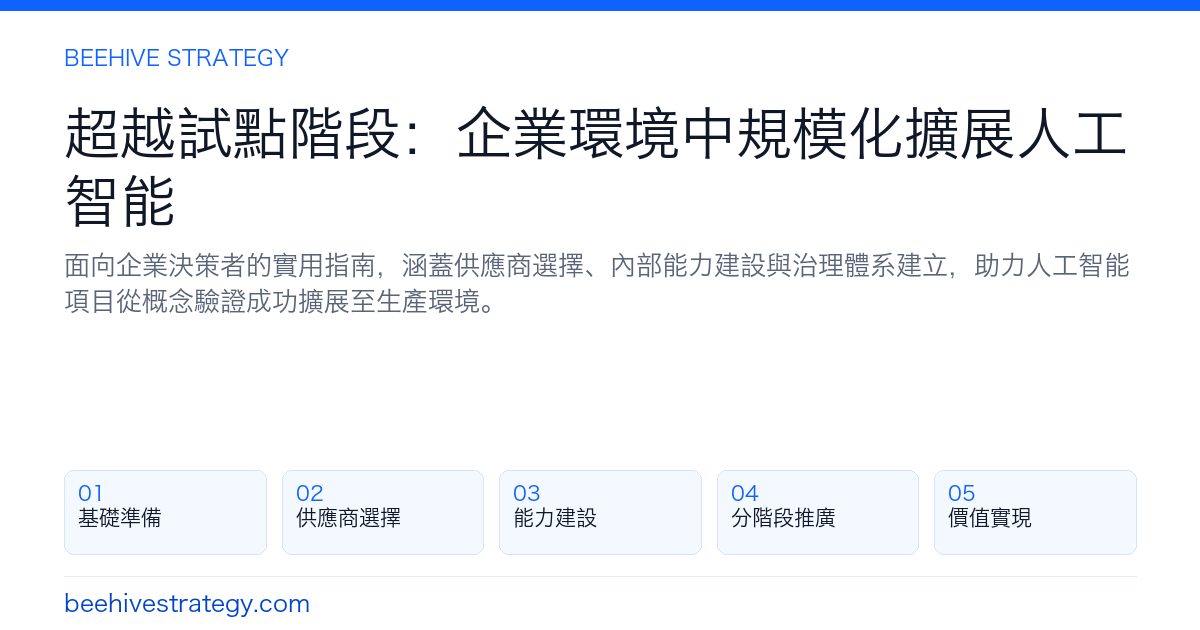 BEEHIVE STRATEGY
超越試點階段：企業環境中規模化擴展人工
智能
面向企業決策者的實用指南，涵蓋供應商選擇、內部能力建設與治理體系建立，助力人工智能
項目從概念驗證成功擴展至生產環境。
01
基礎準備
02
供應商選擇
03
能力建設
04
分階段推廣
05
價值實現
beehivestrategy.com